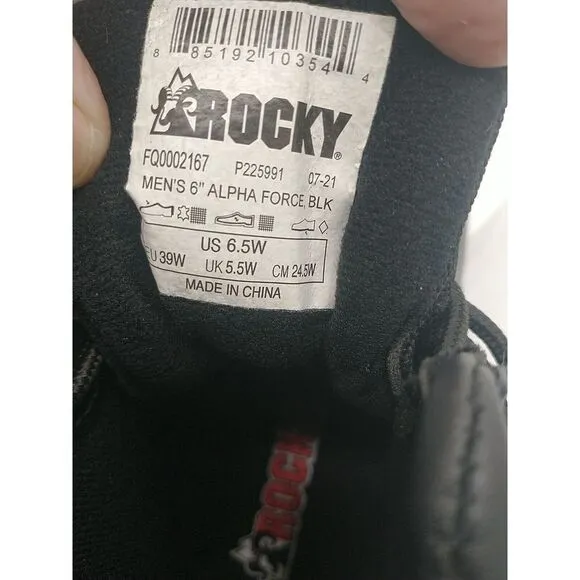 8 85192 10354 4
ROCKY®
FQ0002167 P225991 07-21
MEN'S 6" ALPHA FORCE, BLK
US 6.5W
EU 39W UK 5.5W CM 24.5W
MADE IN CHINA
ROCK